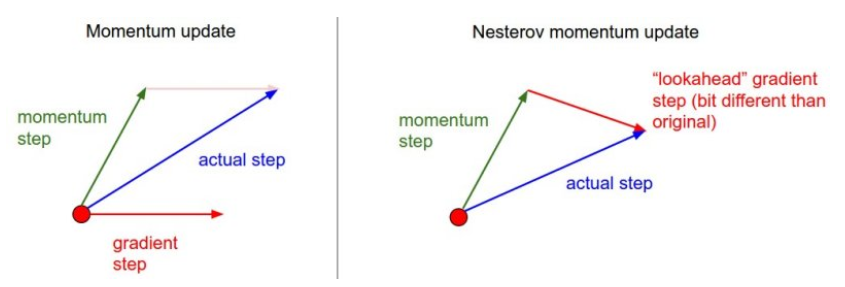 Momentum update
momentum
step
actual step
gradient
step
Nesterov momentum update
“lookahead” gradient
step (bit different than
original)
momentum
step
actual step